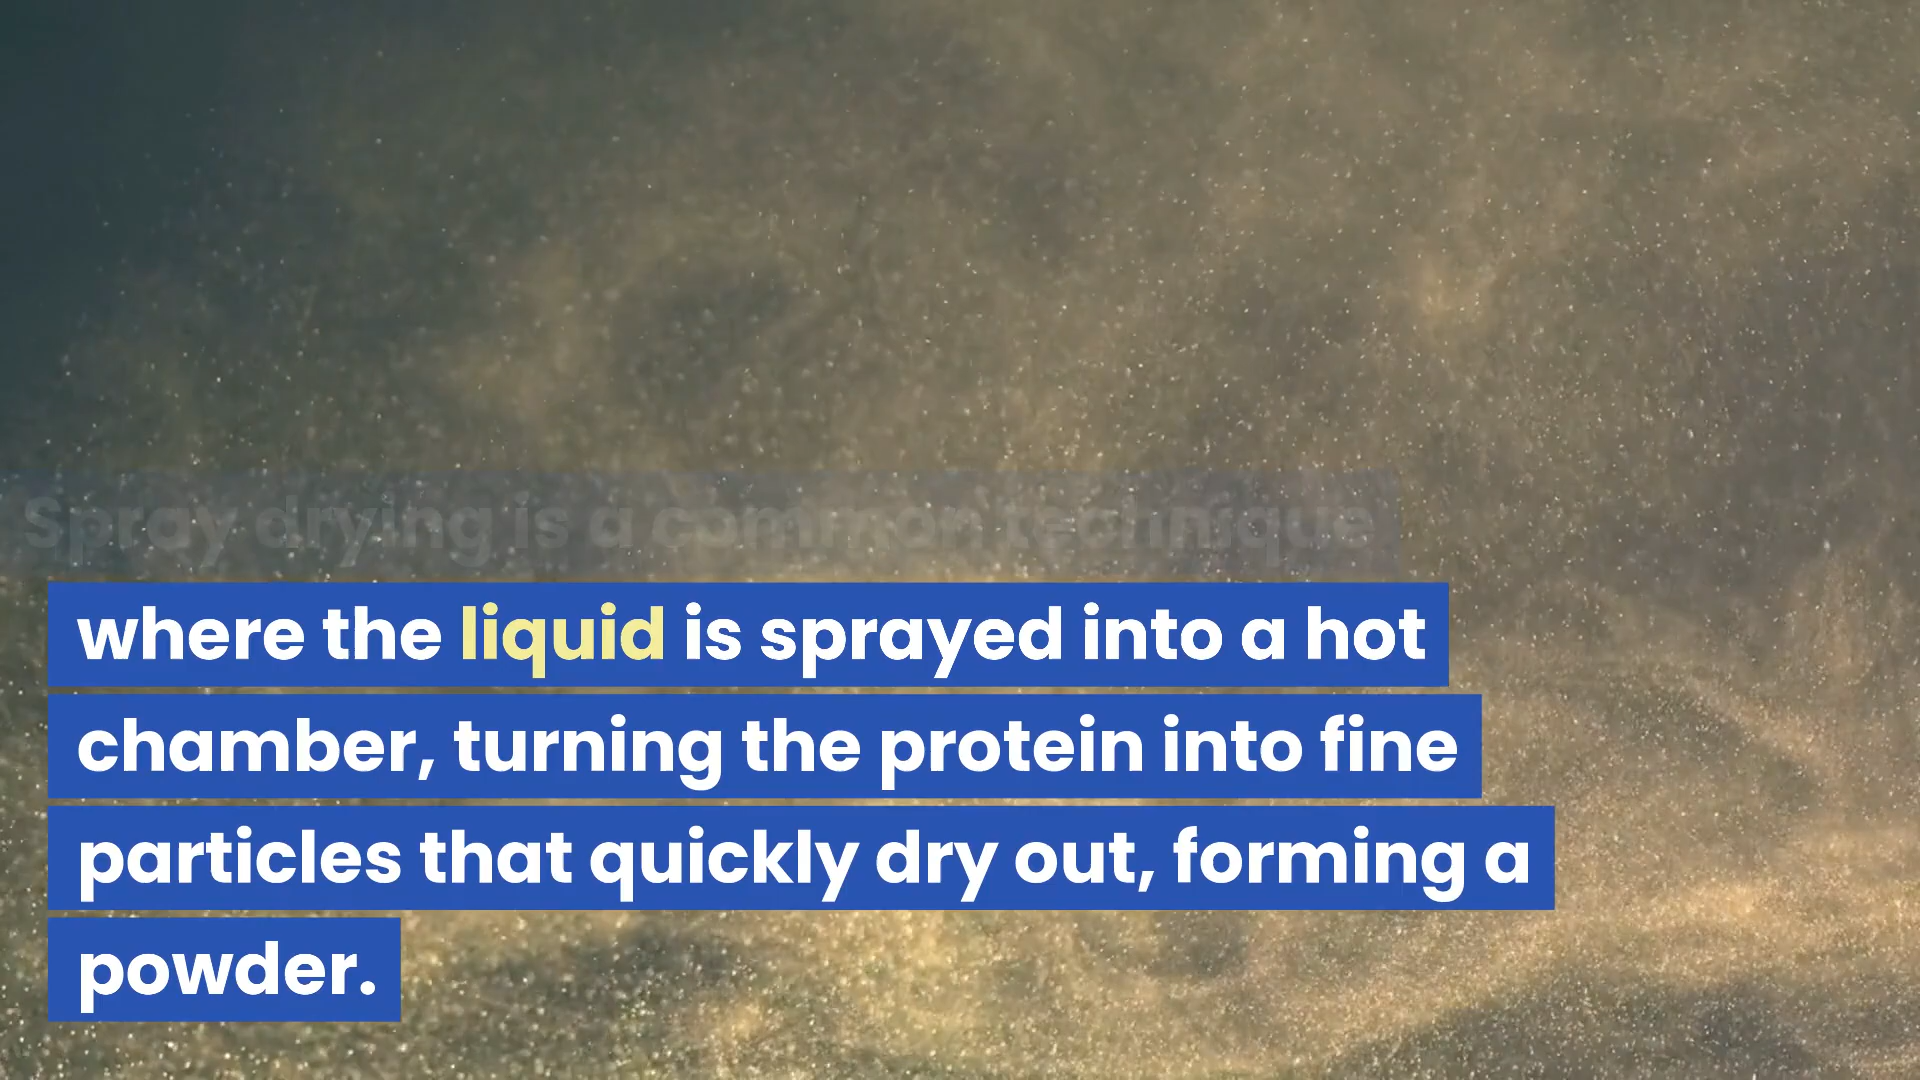 Spray drying is a common technique
where the liquid is sprayed into a hot
chamber, turning the protein into fine
particles that quickly dry out, forming a
powder.